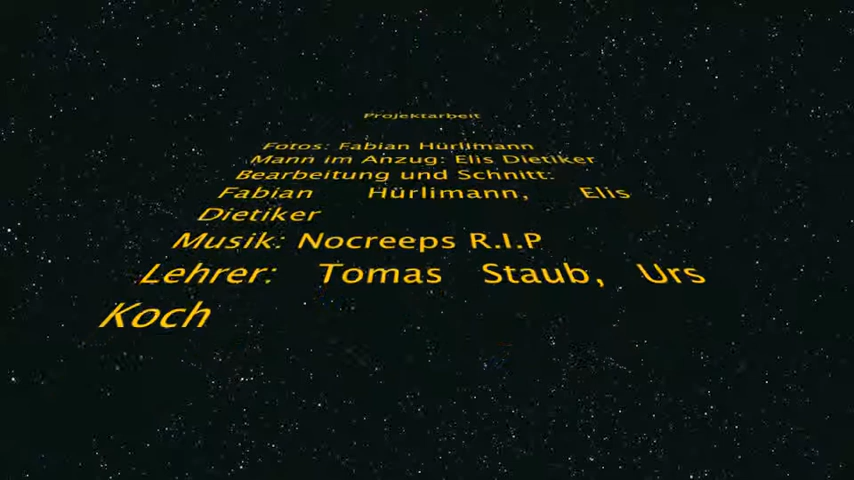 Projektarbeit
Fotos: Fabian Hürlimann
Mann im Anzug: Elis Dietiker
Bearbeitung und Schnitt:
Fabian Hürlimann, Elis
Dietiker
Musik: Nocreeps R.I.P
Lehrer: Tomas Staub, Urs
Koch